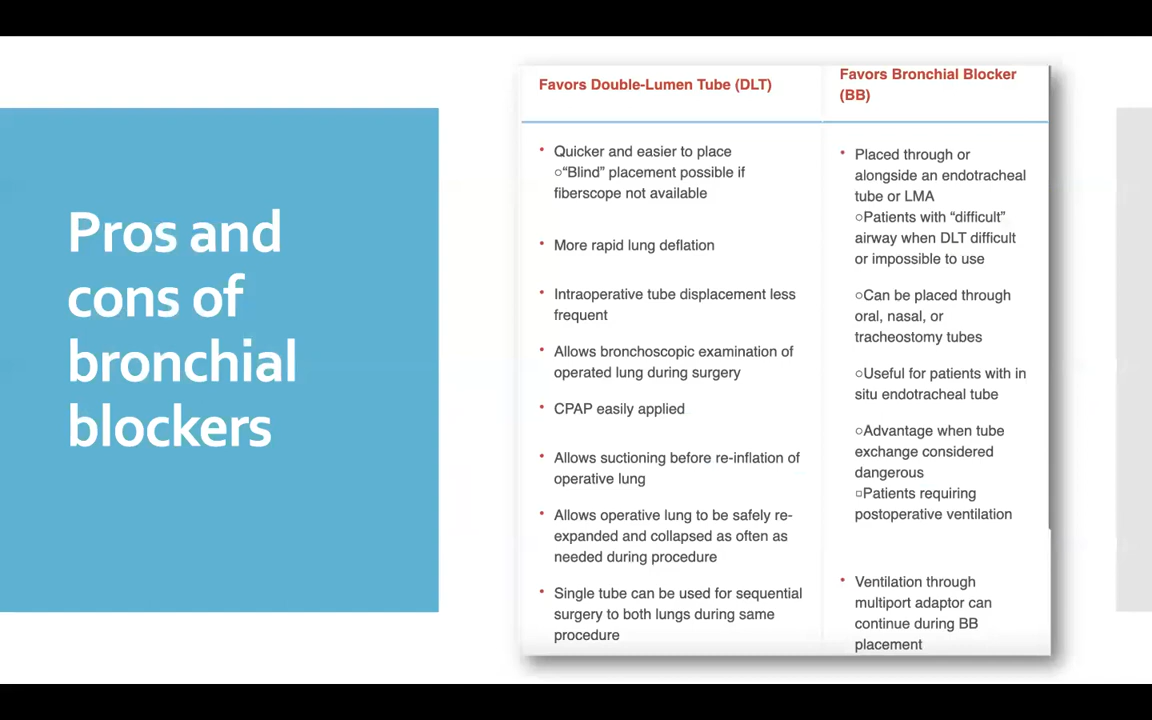 Pros and
cons of
bronchial
blockers
Favors Double-Lumen Tube (DLT)
• Quicker and easier to place
○“Blind” placement possible if
fiberscope not available
• More rapid lung deflation
• Intraoperative tube displacement less
frequent
• Allows bronchoscopic examination of
operated lung during surgery
• CPAP easily applied
• Allows suctioning before re-inflation of
operative lung
• Allows operative lung to be safely re-
expanded and collapsed as often as
needed during procedure
• Single tube can be used for sequential
surgery to both lungs during same
procedure
Favors Bronchial Blocker
(BB)
• Placed through or
alongside an endotracheal
tube or LMA
○Patients with “difficult”
airway when DLT difficult
or impossible to use
○Can be placed through
oral, nasal, or
tracheostomy tubes
○Useful for patients with in
situ endotracheal tube
○Advantage when tube
exchange considered
dangerous
□Patients requiring
postoperative ventilation
• Ventilation through
multiport adaptor can
continue during BB
placement